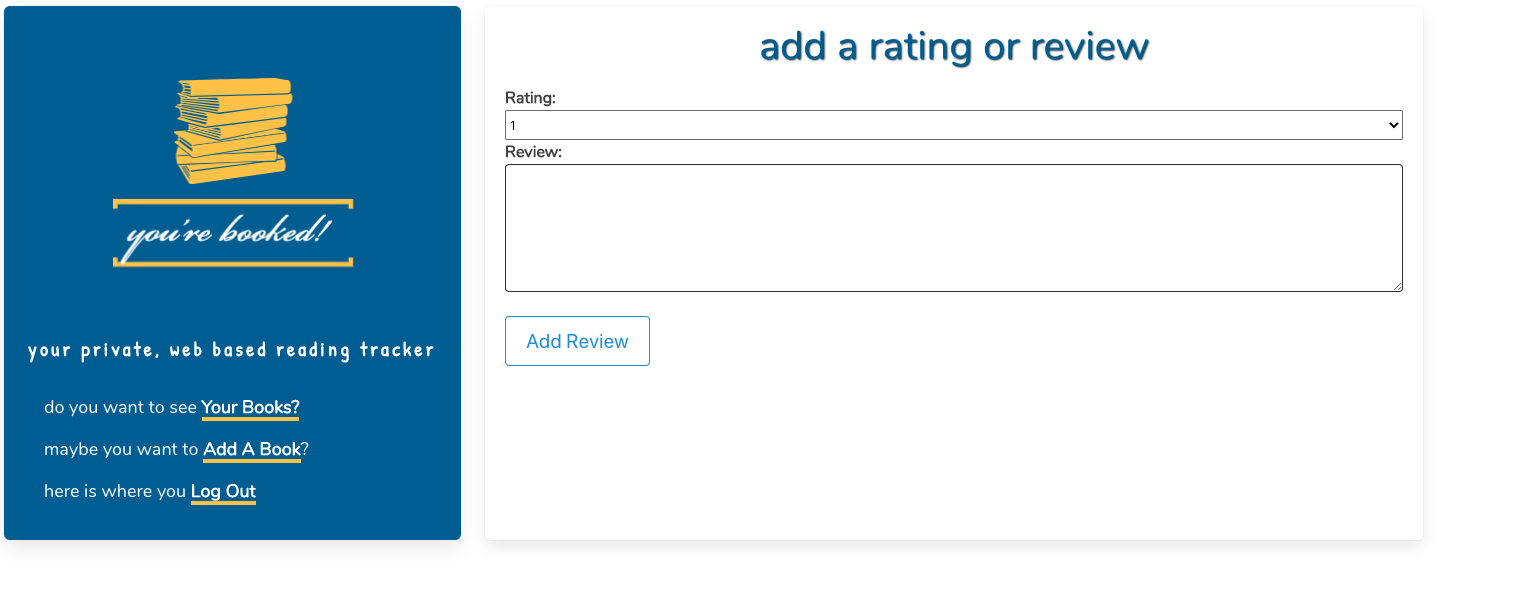 you're booked!
your private, web based reading tracker
do you want to see Your Books?
maybe you want to Add A Book?
here is where you Log Out
add a rating or review
Rating:
1
Review:
Add Review